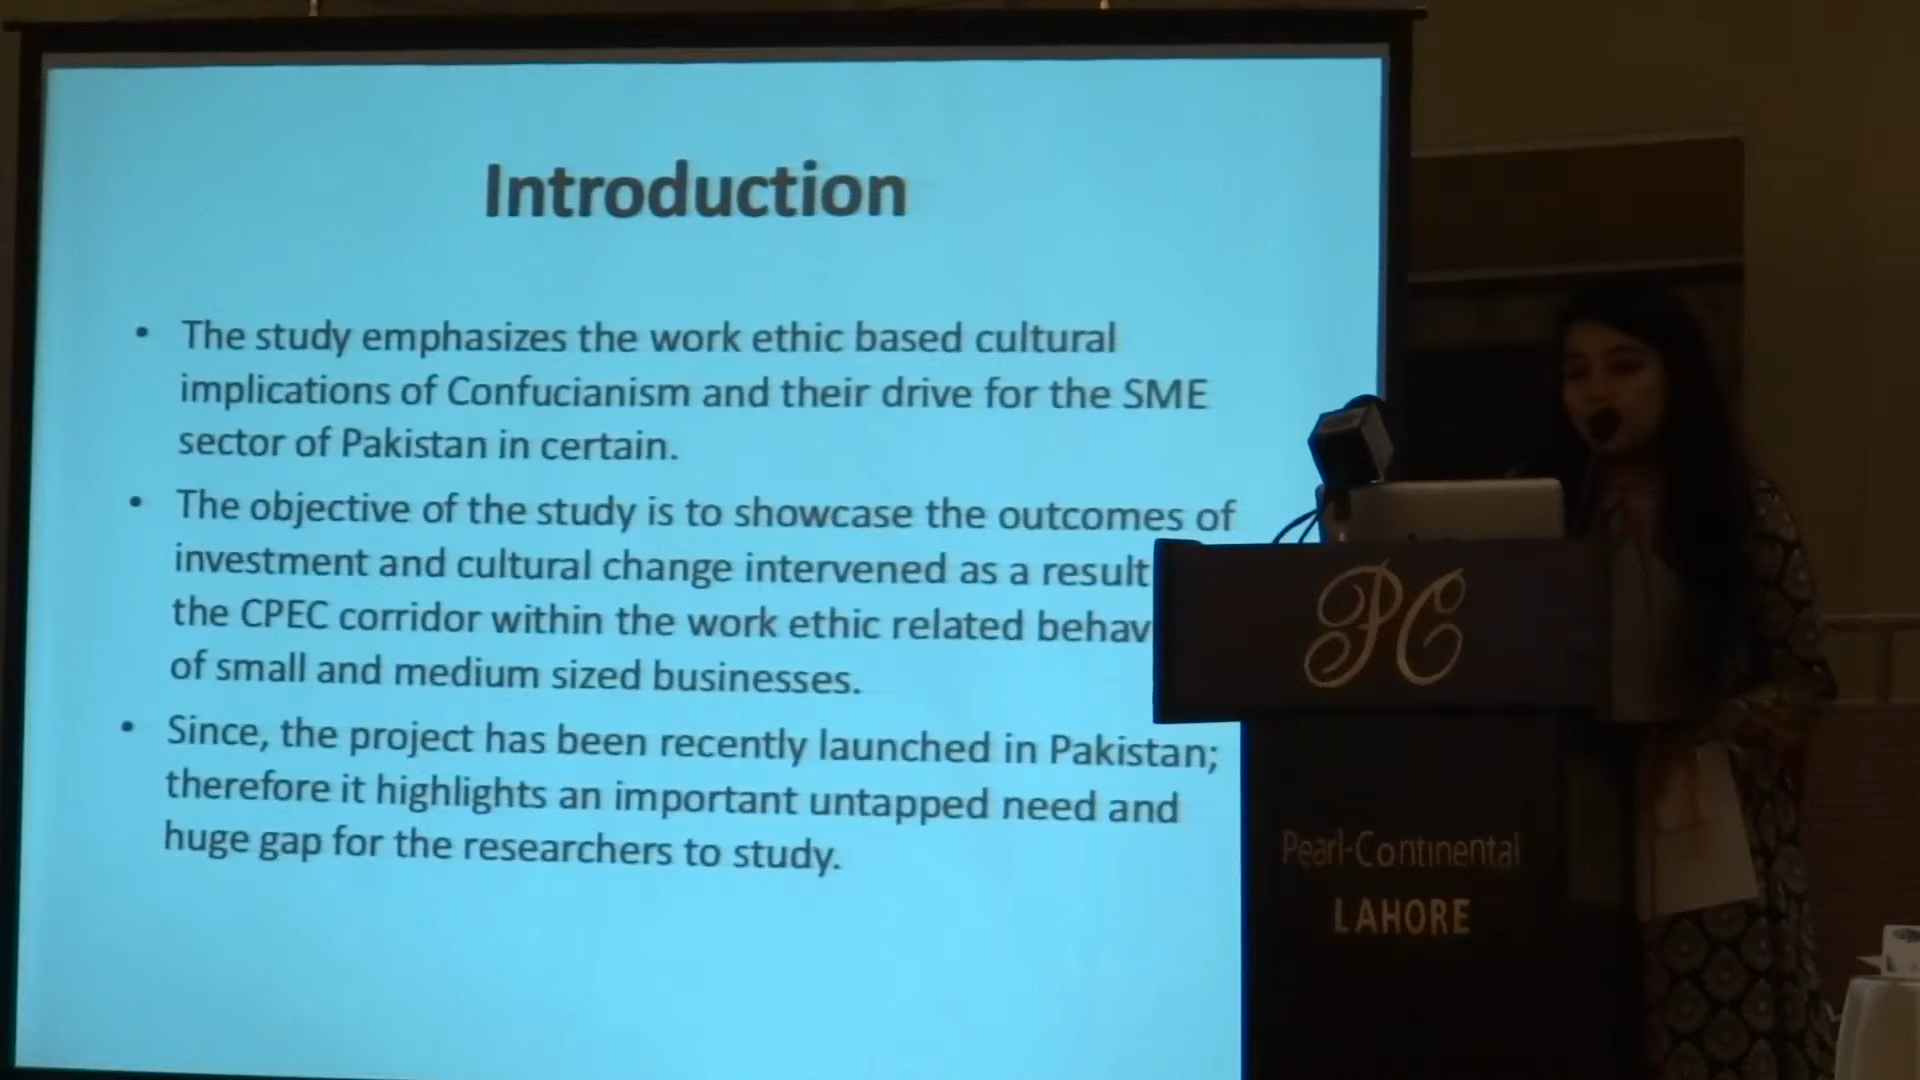 Introduction
• The study emphasizes the work ethic based cultural
implications of Confucianism and their drive for the SME
sector of Pakistan in certain.
• The objective of the study is to showcase the outcomes of
investment and cultural change intervened as a result
the CPEC corridor within the work ethic related behav
of small and medium sized businesses.
• Since, the project has been recently launched in Pakistan;
therefore it highlights an important untapped need and
huge gap for the researchers to study.
PC
Pearl-Continental
LAHORE